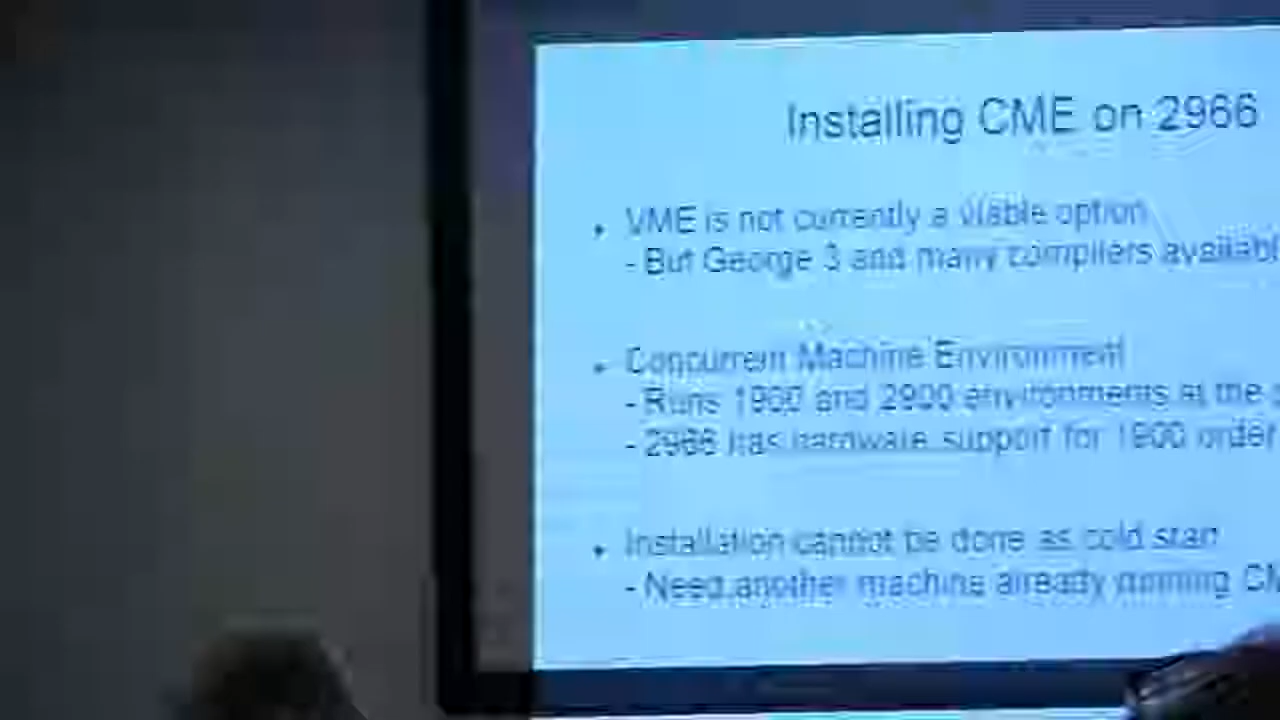 Installing CME on 2966
• VME is not currently a viable option
- But George 3 and many compilers availabl
• Concurrent Machine Environment
- Runs 1900 and 2900 environments at the
- 2966 has hardware support for 1900 order
• Installation cannot be done as cold start
- Need another machine already running CM